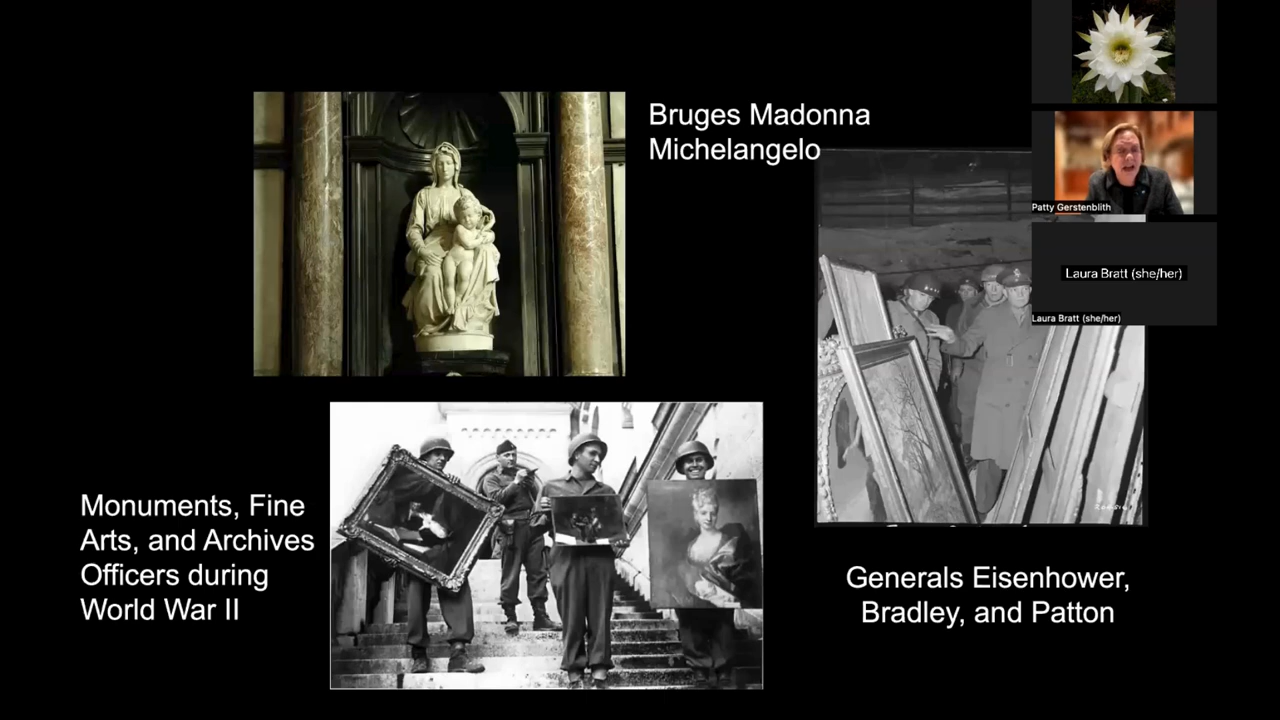 Bruges Madonna
Michelangelo
Patty Gerstenblith
Laura Bratt (she/her)
Laura Bratt (she/her)
Monuments, Fine
Arts, and Archives
Officers during
World War II
Generals Eisenhower,
Bradley, and Patton